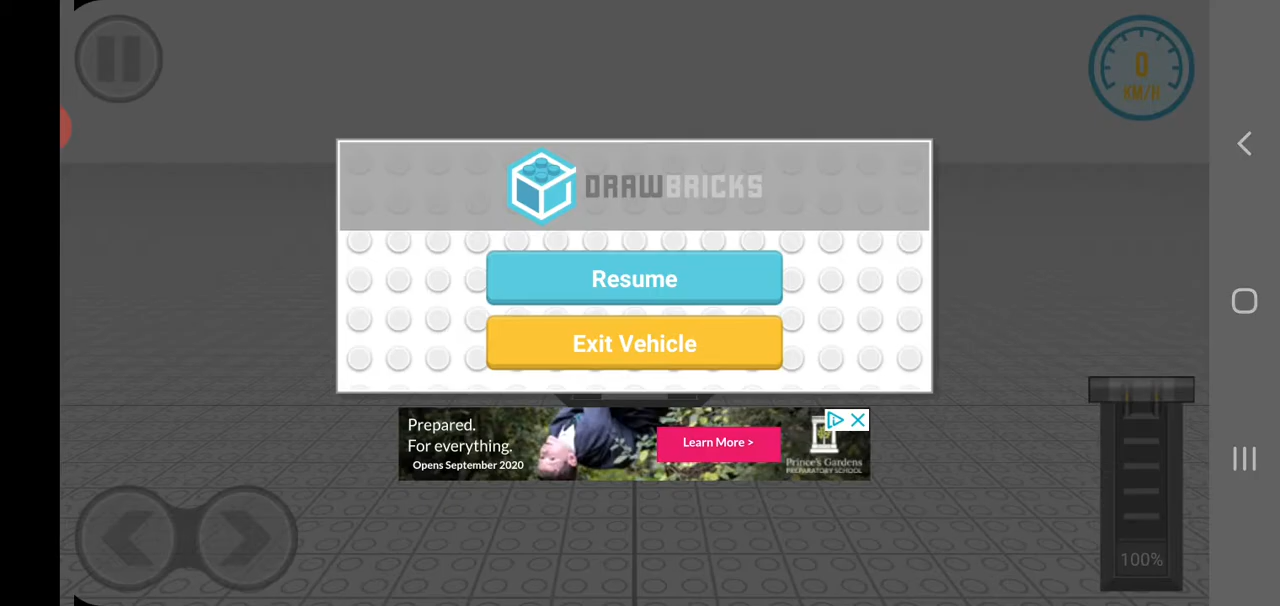 0
KM/H
DRAWBRICKS
Resume
Exit Vehicle
Prepared.
For everything.
Opens September 2020
Learn More >
Prince's Gardens
PREPARATORY SCHOOL
100%